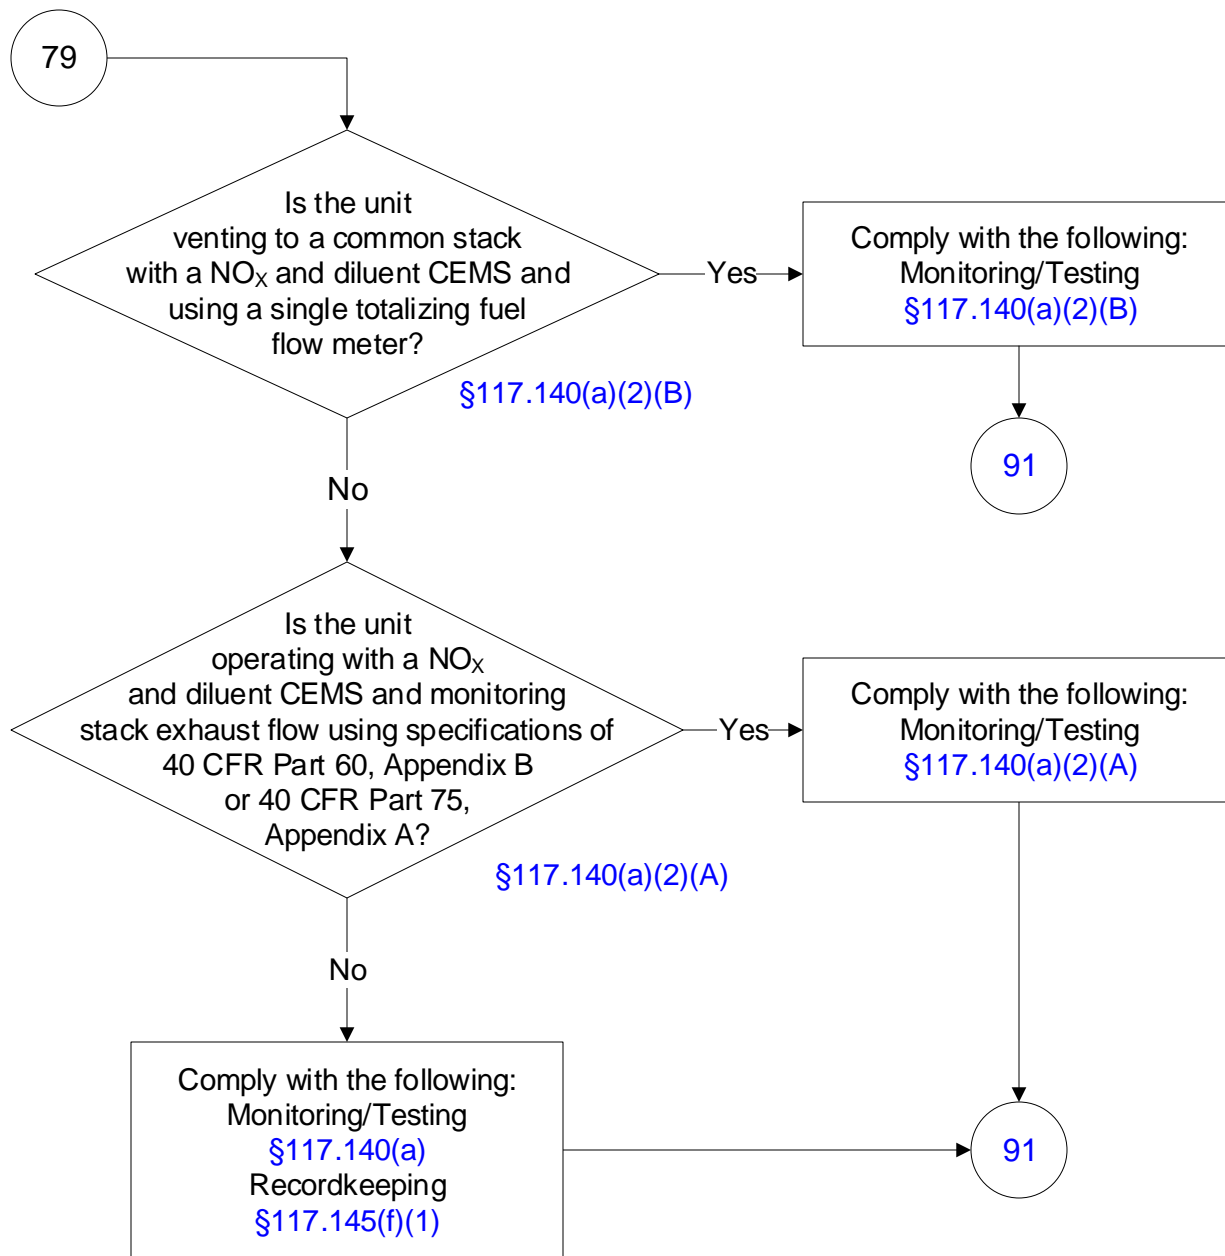 79
Is the unit
venting to a common stack
with a NOX and diluent CEMS and
using a single totalizing fuel
flow meter?
§117.140(a)(2)(B)
Yes
Comply with the following:
Monitoring/Testing
§117.140(a)(2)(B)
91
No
Is the unit
operating with a NOX
and diluent CEMS and monitoring
stack exhaust flow using specifications of
40 CFR Part 60, Appendix B
or 40 CFR Part 75,
Appendix A?
§117.140(a)(2)(A)
Yes
Comply with the following:
Monitoring/Testing
§117.140(a)(2)(A)
No
Comply with the following:
Monitoring/Testing
§117.140(a)
Recordkeeping
§117.145(f)(1)
91